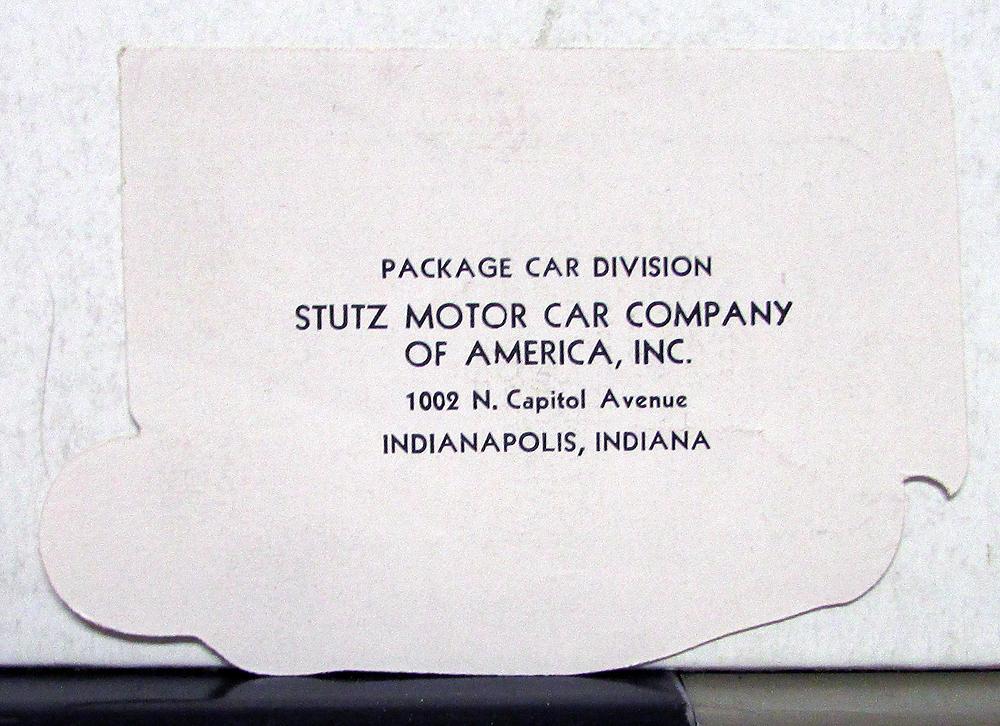 PACKAGE CAR DIVISION
STUTZ MOTOR CAR COMPANY
OF AMERICA, INC.
1002 N. Capitol Avenue
INDIANAPOLIS, INDIANA